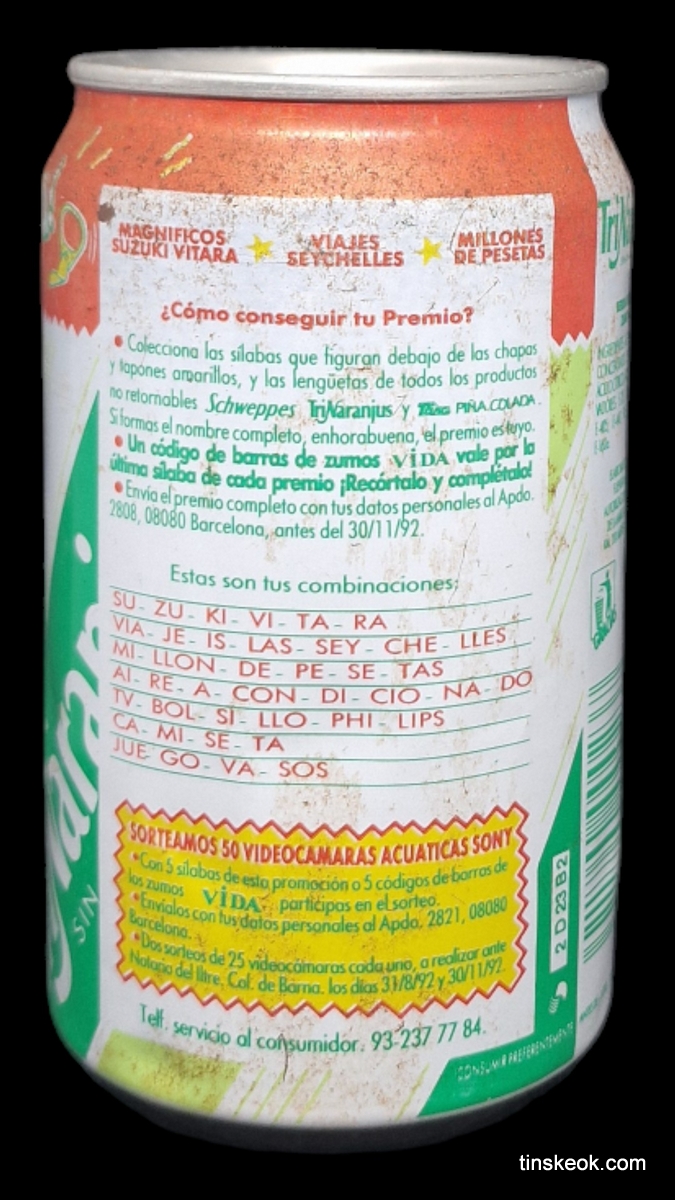 MAGNIFICOS SUZUKI VITARA
VIAJES SEYCHELLES
MILLONES DE PESETAS
¿Cómo conseguir tu Premio?
• Colecciona las sílabas que figuran debajo de las chapas
y tapones amarillos, y las lengüetas de todos los productos
no retornables Schweppes TriNaranjus y PIÑA COLADA.
Si formas el nombre completo, enhorabuena, el premio es tuyo.
• Un código de barras de zumos VIDA vale por la
última sílaba de cada premio ¡Recórtalo y complétalo!
• Envía el premio completo con tus datos personales al Apdo.
2808, 08080 Barcelona, antes del 30/11/92.
Estas son tus combinaciones:
SU - ZU - KI - VI - TA - RA
VIA - JE - IS - LAS - SEY - CHE - LLES
MI - LLON - DE - PE - SE - TAS
AI - RE - A - CON - DI - CIO - NA - DO
TV - BOL - SI - LLO - PHI - LIPS
CA - MI - SE - TA
JUE - GO - VA - SOS
SORTEAMOS 50 VIDEOCAMARAS ACUATICAS SONY
• Con 5 sílabas de esta promoción o 5 códigos de barras de
los zumos VIDA participas en el sorteo.
• Envíalos con tus datos personales al Apdo. 2821, 08080
Barcelona.
• Dos sorteos de 25 videocámaras cada uno, a realizar ante
Notario del Iltre. Col. de Barna. los días 31/8/92 y 30/11/92.
Telf. servicio al consumidor. 93-237 77 84.
SIN
2 D 23 B 2
CONSUMIR PREFERENTEMENTE
tinskeok.com